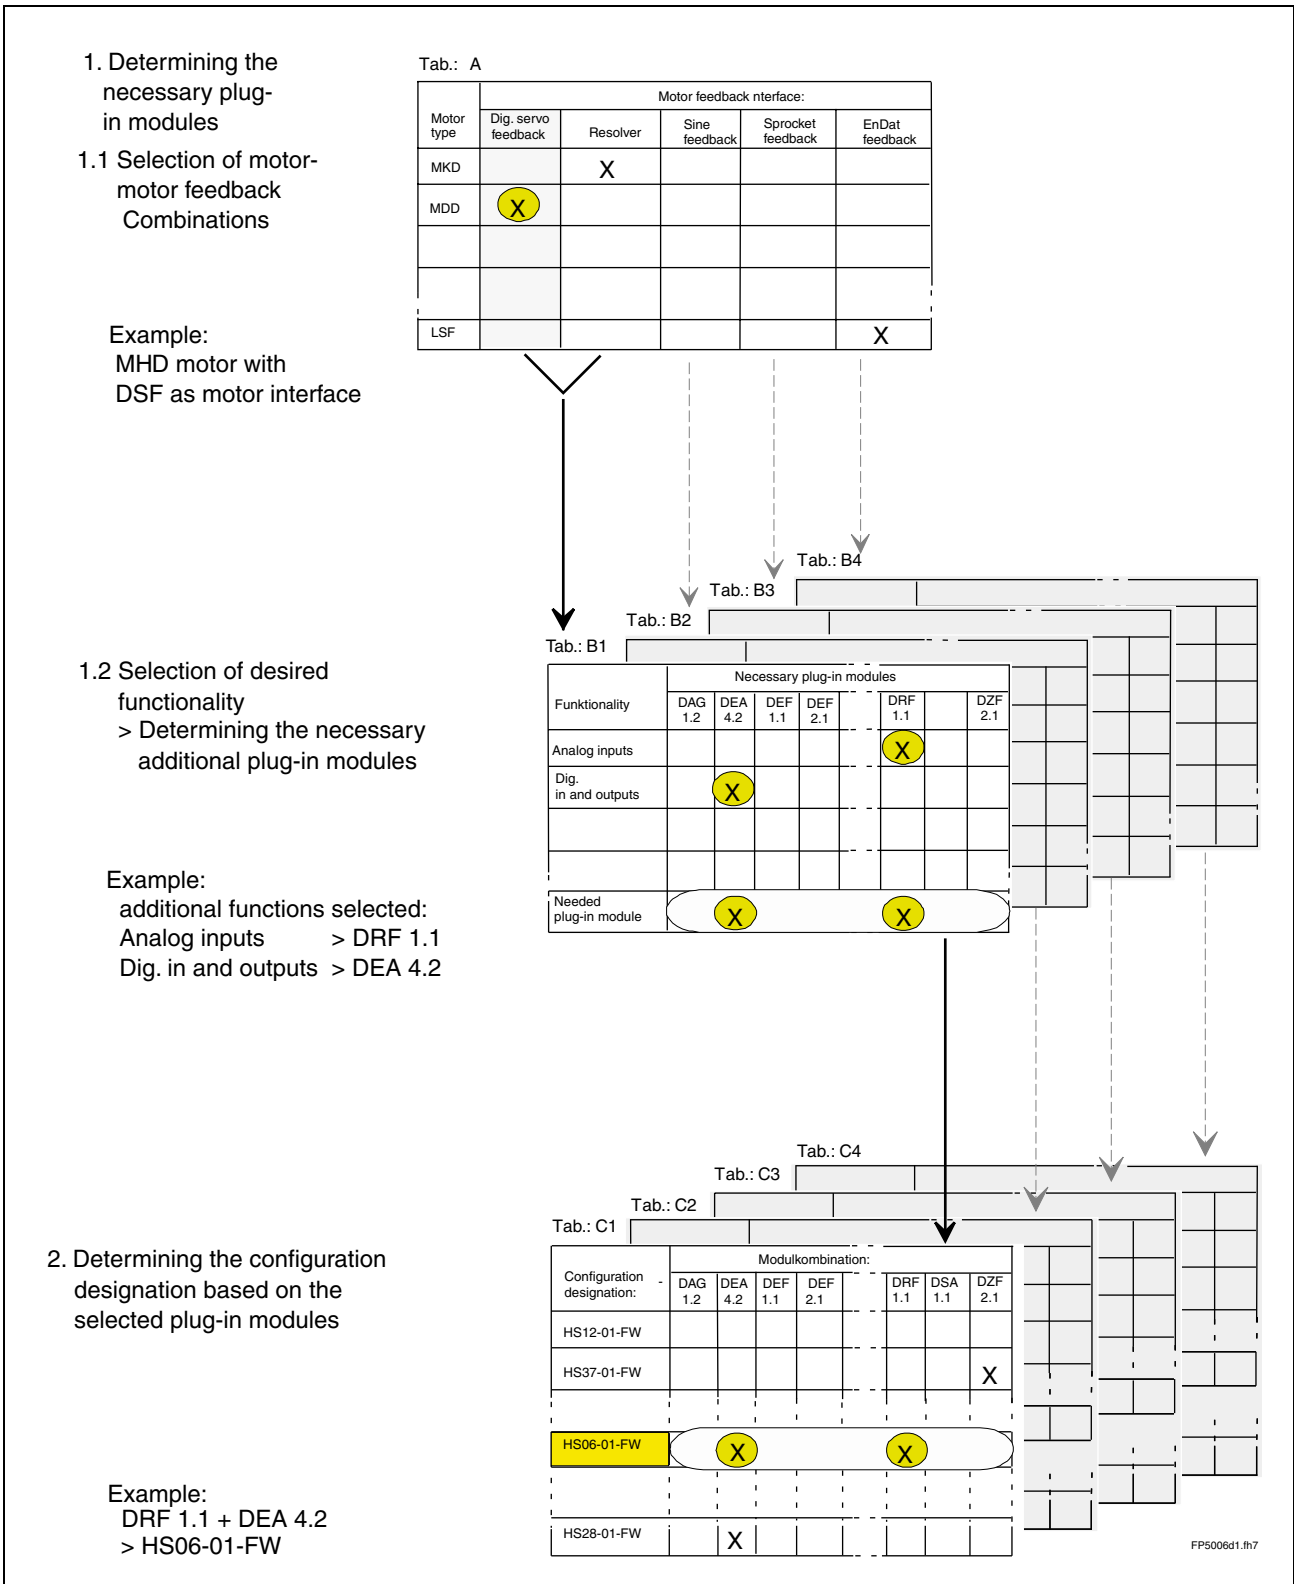 1. Determining the
necessary plug-
in modules
1.1 Selection of motor-
motor feedback
Combinations
Example:
MHD motor with
DSF as motor interface
Tab.: A
Motor feedback nterface:
Motor
type
Dig. servo
feedback
Resolver
Sine
feedback
Sprocket
feedback
EnDat
feedback
MKD X
MDD X
LSF X
Tab.: B4
Tab.: B3
Tab.: B2
Tab.: B1
1.2 Selection of desired
functionality
> Determining the necessary
additional plug-in modules
Example:
additional functions selected:
Analog inputs > DRF 1.1
Dig. in and outputs > DEA 4.2
Necessary plug-in modules
Funktionality
DAG
1.2
DEA
4.2
DEF
1.1
DEF
2.1
DRF
1.1
DZF
2.1
Analog inputs X
Dig.
in and outputs X
Needed
plug-in module X X
Tab.: C4
Tab.: C3
Tab.: C2
Tab.: C1
2. Determining the configuration
designation based on the
selected plug-in modules
Example:
DRF 1.1 + DEA 4.2
> HS06-01-FW
Modulkombination:
Configuration -
designation:
DAG
1.2
DEA
4.2
DEF
1.1
DEF
2.1
DRF
1.1
DSA
1.1
DZF
2.1
HS12-01-FW
HS37-01-FW X
HS06-01-FW X X
HS28-01-FW X
FP5006d1.fh7